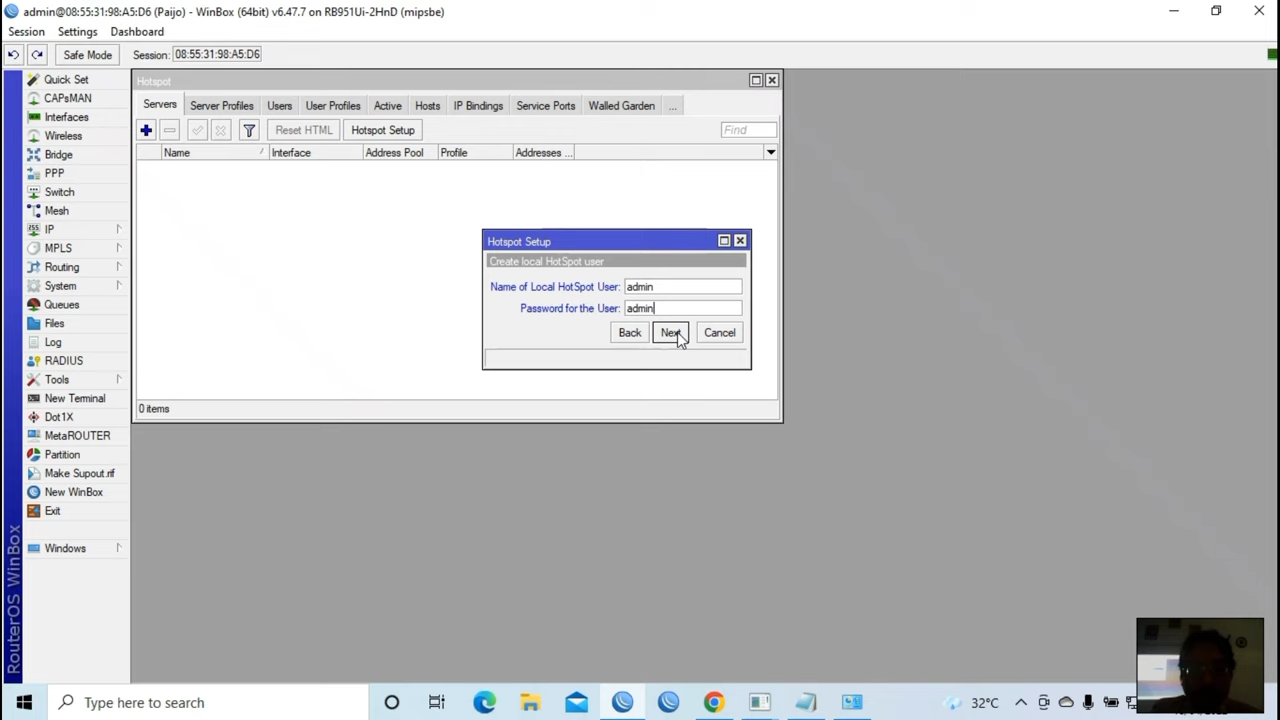 admin@08:55:31:98:A5:D6 (Paijo) - WinBox (64bit) v6.47.7 on RB951Ui-2HnD (mipsbe)
Session Settings Dashboard
Safe Mode Session: 08:55:31:98:A5:D6
Quick Set
CAPsMAN
Interfaces
Wireless
Bridge
PPP
Switch
Mesh
IP
MPLS
Routing
System
Queues
Files
Log
RADIUS
Tools
New Terminal
Dot1X
MetaROUTER
Partition
Make Supout.rif
New WinBox
Exit
Windows
RouterOS WinBox
Hotspot
Servers Server Profiles Users User Profiles Active Hosts IP Bindings Service Ports Walled Garden ...
Reset HTML Hotspot Setup Find
Name Interface Address Pool Profile Addresses ...
0 items
Hotspot Setup
Create local HotSpot user
Name of Local HotSpot User: admin
Password for the User: admin
Back Next Cancel
Type here to search 32°C